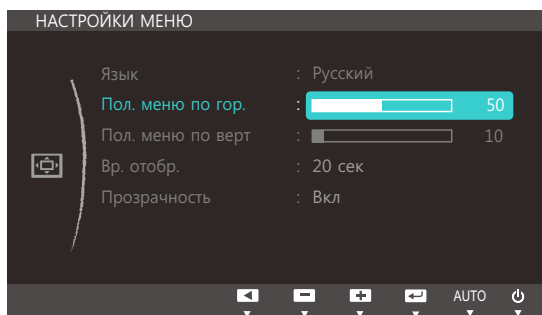 НАСТРОЙКИ МЕНЮ
Язык : Русский
Пол. меню по гор. : 50
Пол. меню по верт : 10
Вр. отобр. : 20 сек
Прозрачность : Вкл
AUTO